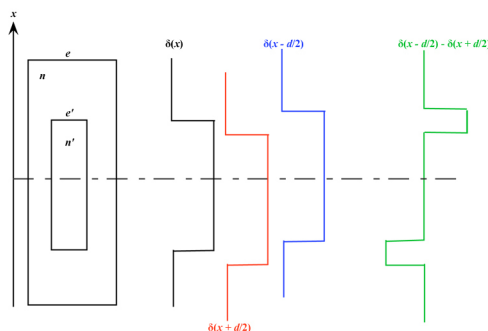 x
e
n
e'
n'
δ(x)
δ(x - d/2)
δ(x - d/2) - δ(x + d/2)
δ(x + d/2)